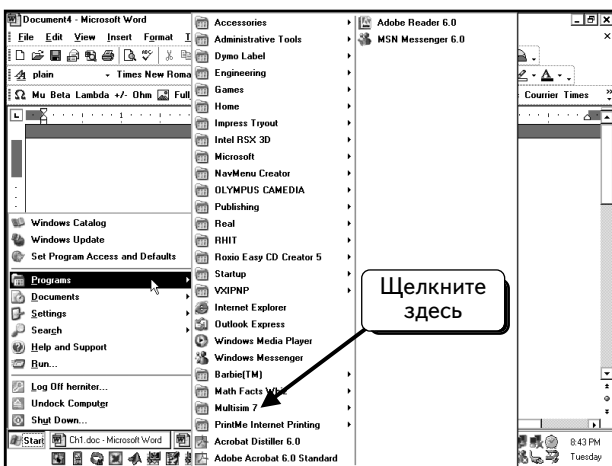 Document4 - Microsoft Word
File Edit View Insert Format T
plain Times New Roma
Ω Mu Beta Lambda +/- Ohm Full
Courrier Times
Windows Catalog
Windows Update
Set Program Access and Defaults
Programs
Documents
Settings
Search
Help and Support
Run...
Log Off herniter...
Undock Computer
Shut Down...
Accessories
Administrative Tools
Dymo Label
Engineering
Games
Home
Impress Tryout
Intel RSX 3D
Microsoft
NavMenu Creator
OLYMPUS CAMEDIA
Publishing
Real
RHIT
Roxio Easy CD Creator 5
Startup
VXIPNP
Internet Explorer
Outlook Express
Windows Media Player
Windows Messenger
Barbie(TM)
Math Facts
Multisim 7
PrintMe Internet Printing
Acrobat Distiller 6.0
Adobe Acrobat 6.0 Standard
Adobe Reader 6.0
MSN Messenger 6.0
Щелкните
здесь
Start Ch1.doc - Microsoft Word
8:43 PM
Tuesday